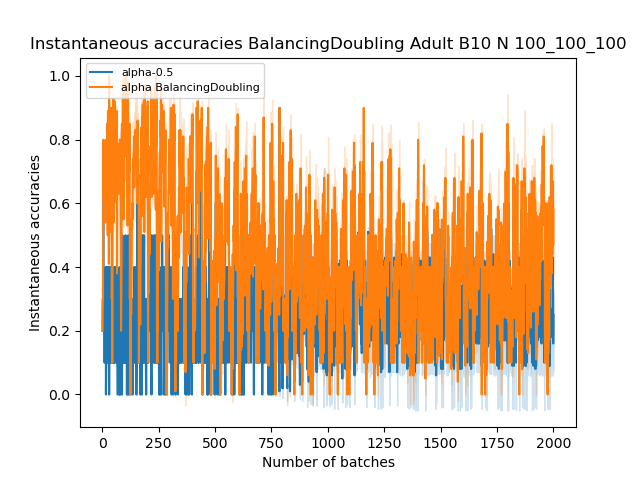 Instantaneous accuracies BalancingDoubling Adult B10 N 100_100_100
alpha-0.5
alpha BalancingDoubling
1.0
0.8
0.6
0.4
0.2
0.0
Instantaneous accuracies
0 250 500 750 1000 1250 1500 1750 2000
Number of batches